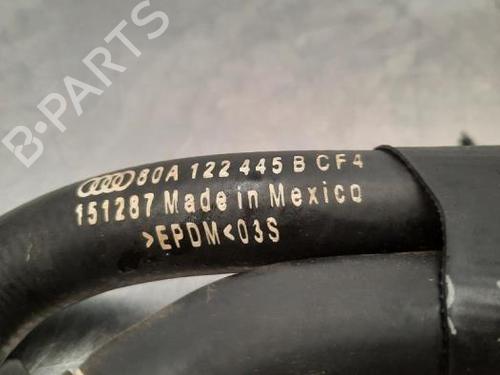 80A 122 445 B CF4
151287 Made in Mexico
>EPDM<03S
B-PARTS